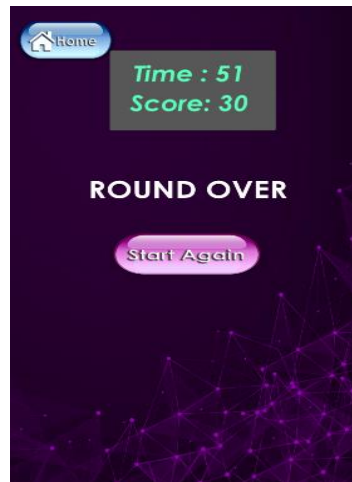 Home
Time : 51
Score: 30
ROUND OVER
Start Again